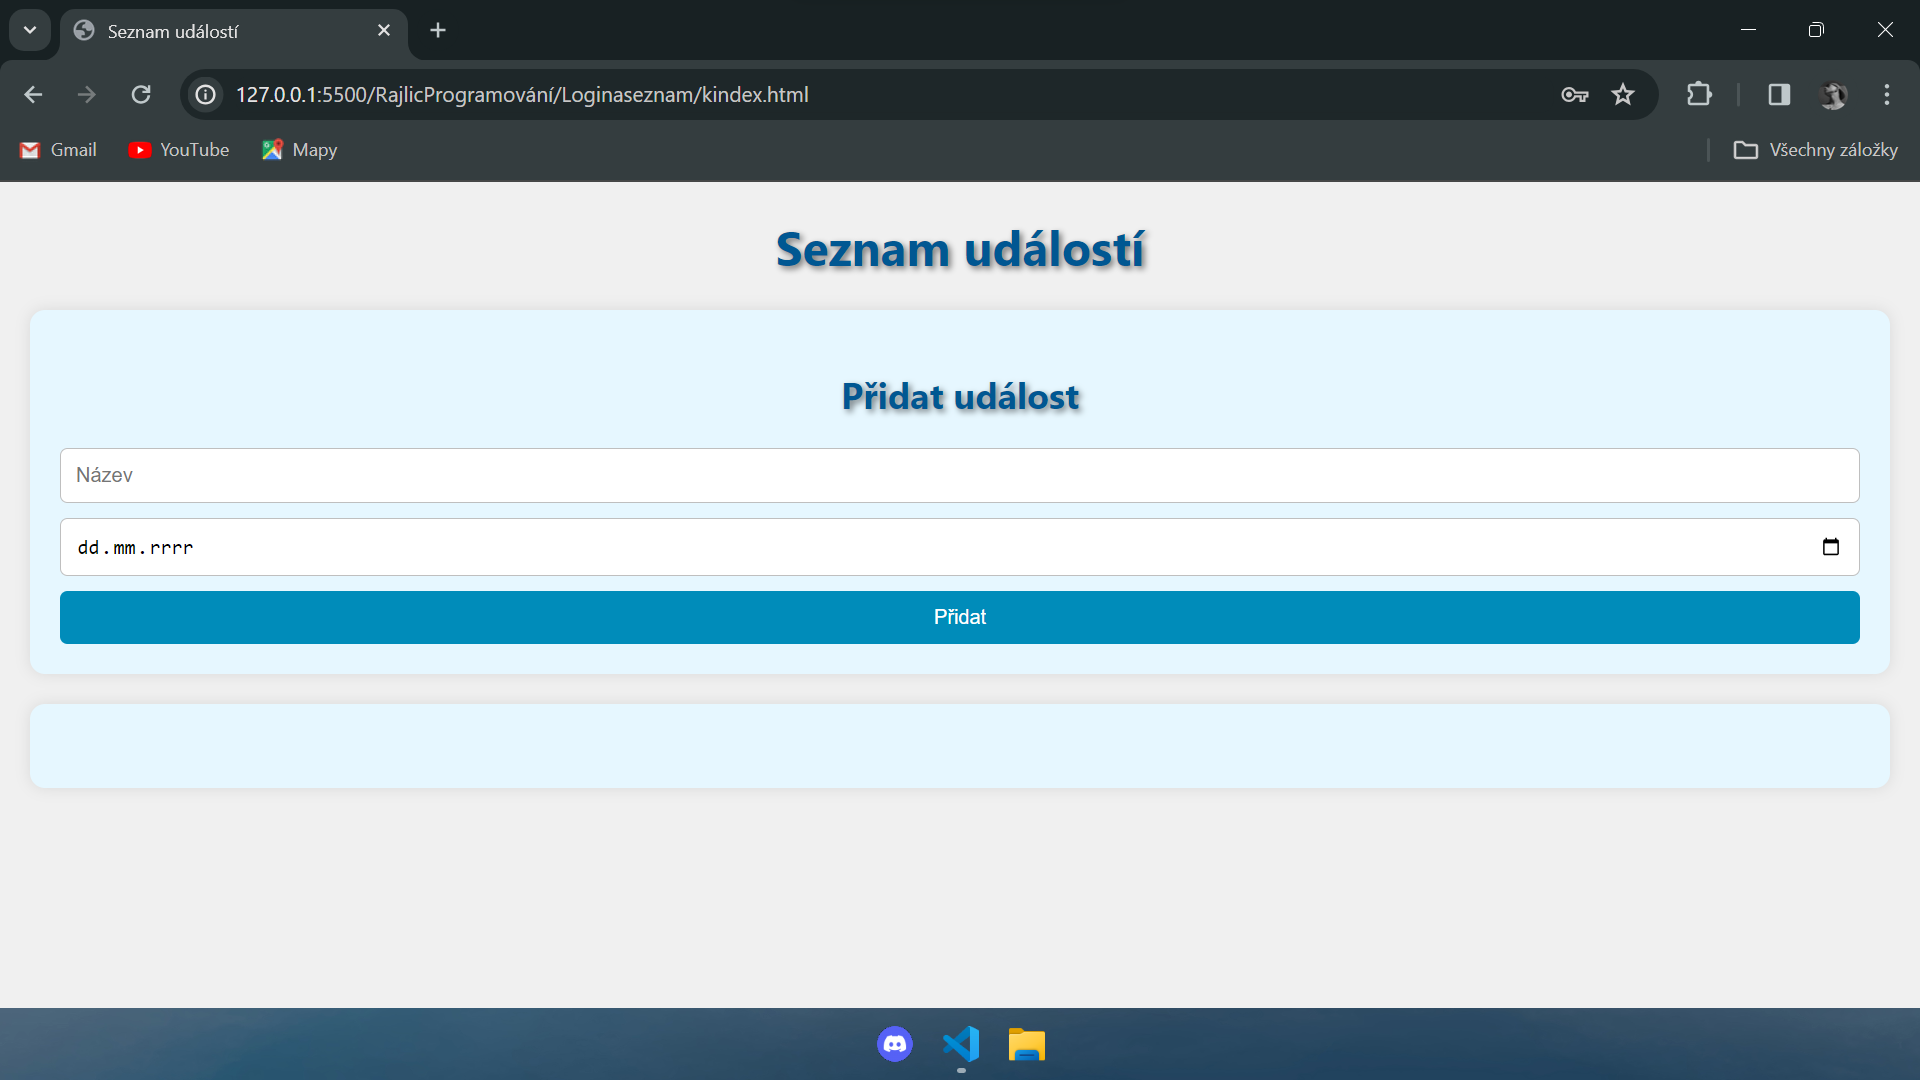 Seznam událostí
127.0.0.1:5500/RajlicProgramování/Loginaseznam/kindex.html
Gmail
YouTube
Mapy
Všechny záložky
Seznam událostí
Přidat událost
Název
dd.mm.rrrr
Přidat